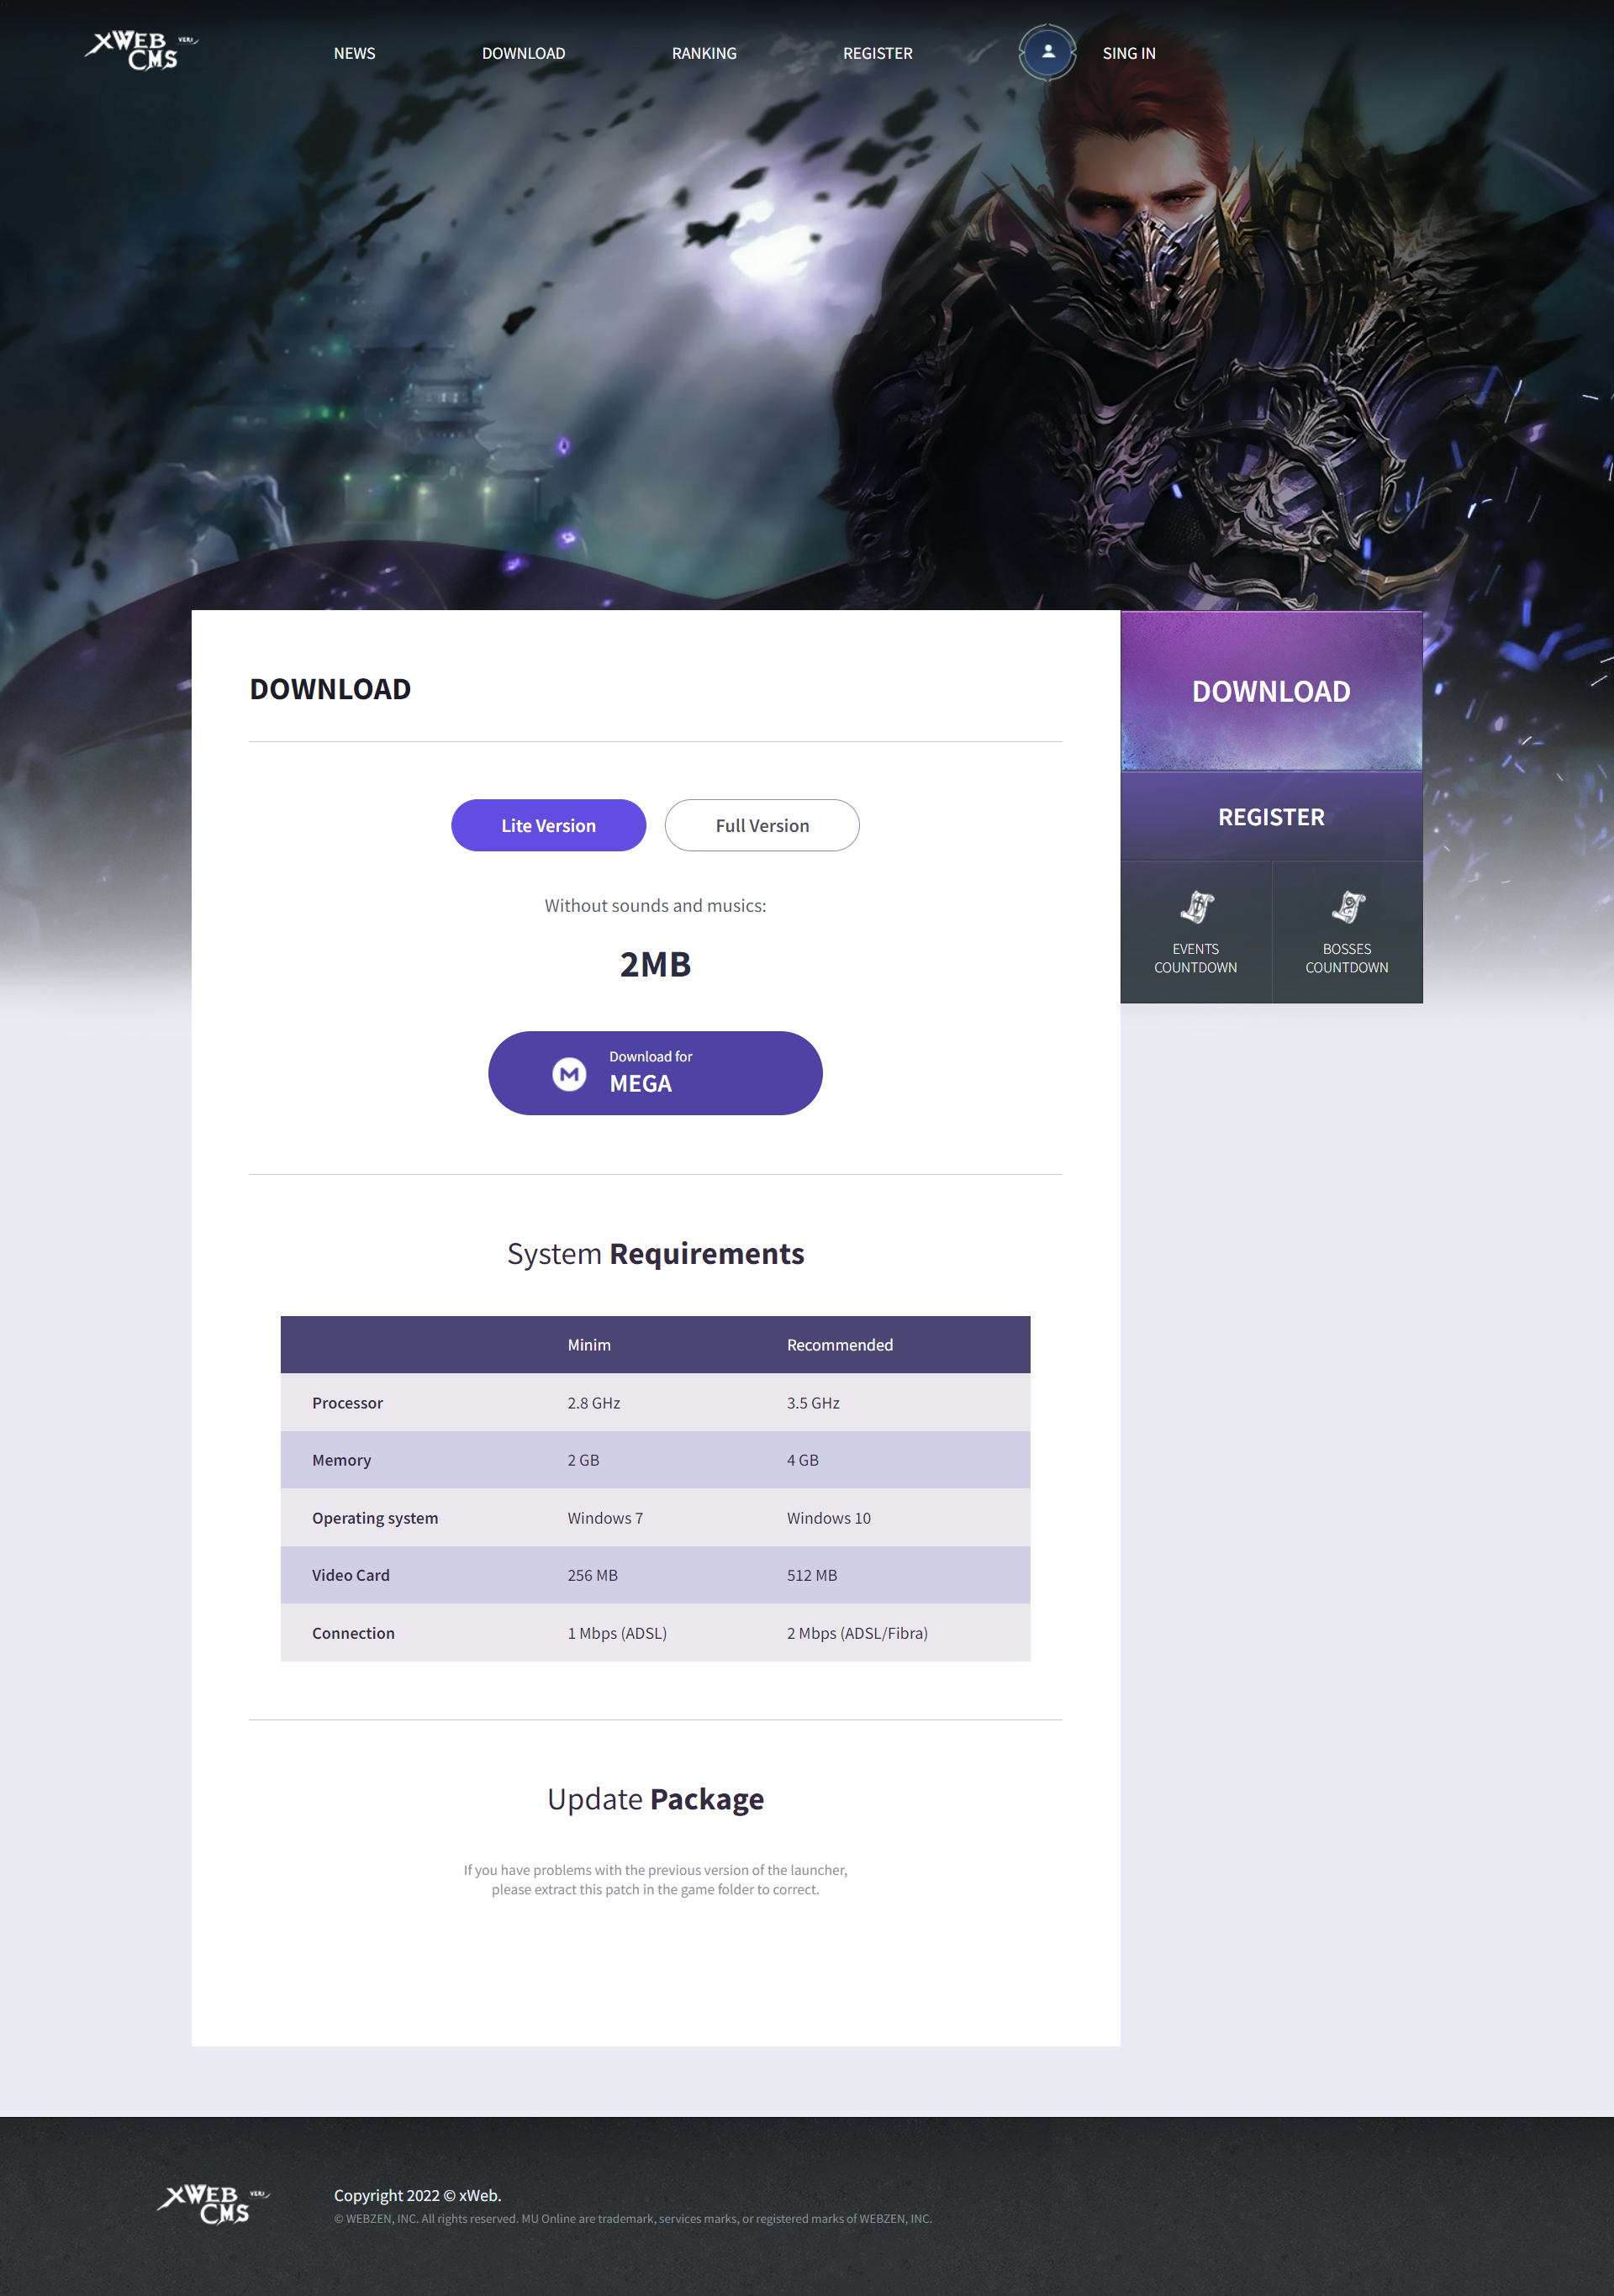 XWEB
CMS
NEWS
DOWNLOAD
RANKING
REGISTER
SING IN
DOWNLOAD
Lite Version
Full Version
Without sounds and musics:
2MB
Download for
MEGA
DOWNLOAD
REGISTER
EVENTS
COUNTDOWN
BOSSES
COUNTDOWN
System Requirements
Minim Recommended
Processor 2.8 GHz 3.5 GHz
Memory 2 GB 4 GB
Operating system Windows 7 Windows 10
Video Card 256 MB 512 MB
Connection 1 Mbps (ADSL) 2 Mbps (ADSL/Fibra)
Update Package
If you have problems with the previous version of the launcher,
please extract this patch in the game folder to correct.
XWEB
CMS
Copyright 2022 © xWeb.
© WEBZEN, INC. All rights reserved. MU Online are trademark, services marks, or registered marks of WEBZEN, INC.